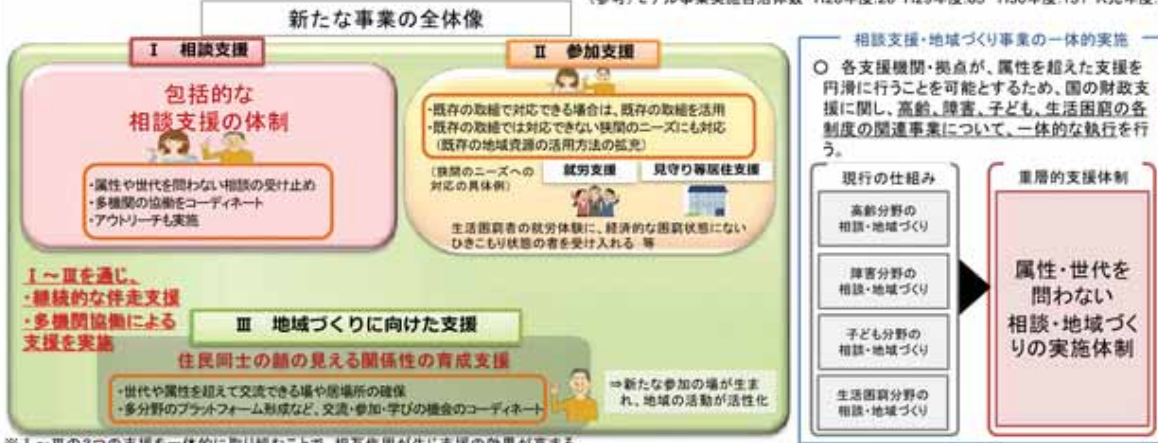 (参考)モデル事業実施自治体数
新たな事業の全体像
Ⅰ 相談支援
包括的な
相談支援の体制
・属性や世代を問わない相談の受け止め
・多機関の協働をコーディネート
・アウトリーチも実施
Ⅱ 参加支援
・既存の取組で対応できる場合は、既存の取組を活用
・既存の取組では対応できない狭間のニーズにも対応
(既存の地域資源の活用方法の拡充)
(狭間のニーズへの
対応の具体例)
就労支援
見守り等居住支援
生活困窮者の就労体験に、経済的な困窮状態にない
ひきこもり状態の者を受け入れる 等
Ⅰ~Ⅲを通じ、
・継続的な伴走支援
・多機関協働による
支援を実施
Ⅲ 地域づくりに向けた支援
住民同士の顔の見える関係性の育成支援
・世代や属性を超えて交流できる場や居場所の確保
・多分野のプラットフォーム形成など、交流・参加・学びの機会のコーディネート
⇒新たな参加の場が生ま
れ、地域の活動が活性化
相談支援・地域づくり事業の一体的実施
○ 各支援機関・拠点が、属性を超えた支援を
円滑に行うことを可能とするため、国の財政支
援に関し、高齢、障害、子ども、生活困窮の各
制度の関連事業について、一体的な執行を行
う。
現行の仕組み
高齢分野の
相談・地域づくり
障害分野の
相談・地域づくり
子ども分野の
相談・地域づくり
生活困窮分野の
相談・地域づくり
重層的支援体制
属性・世代を
問わない
相談・地域づく
りの実施体制